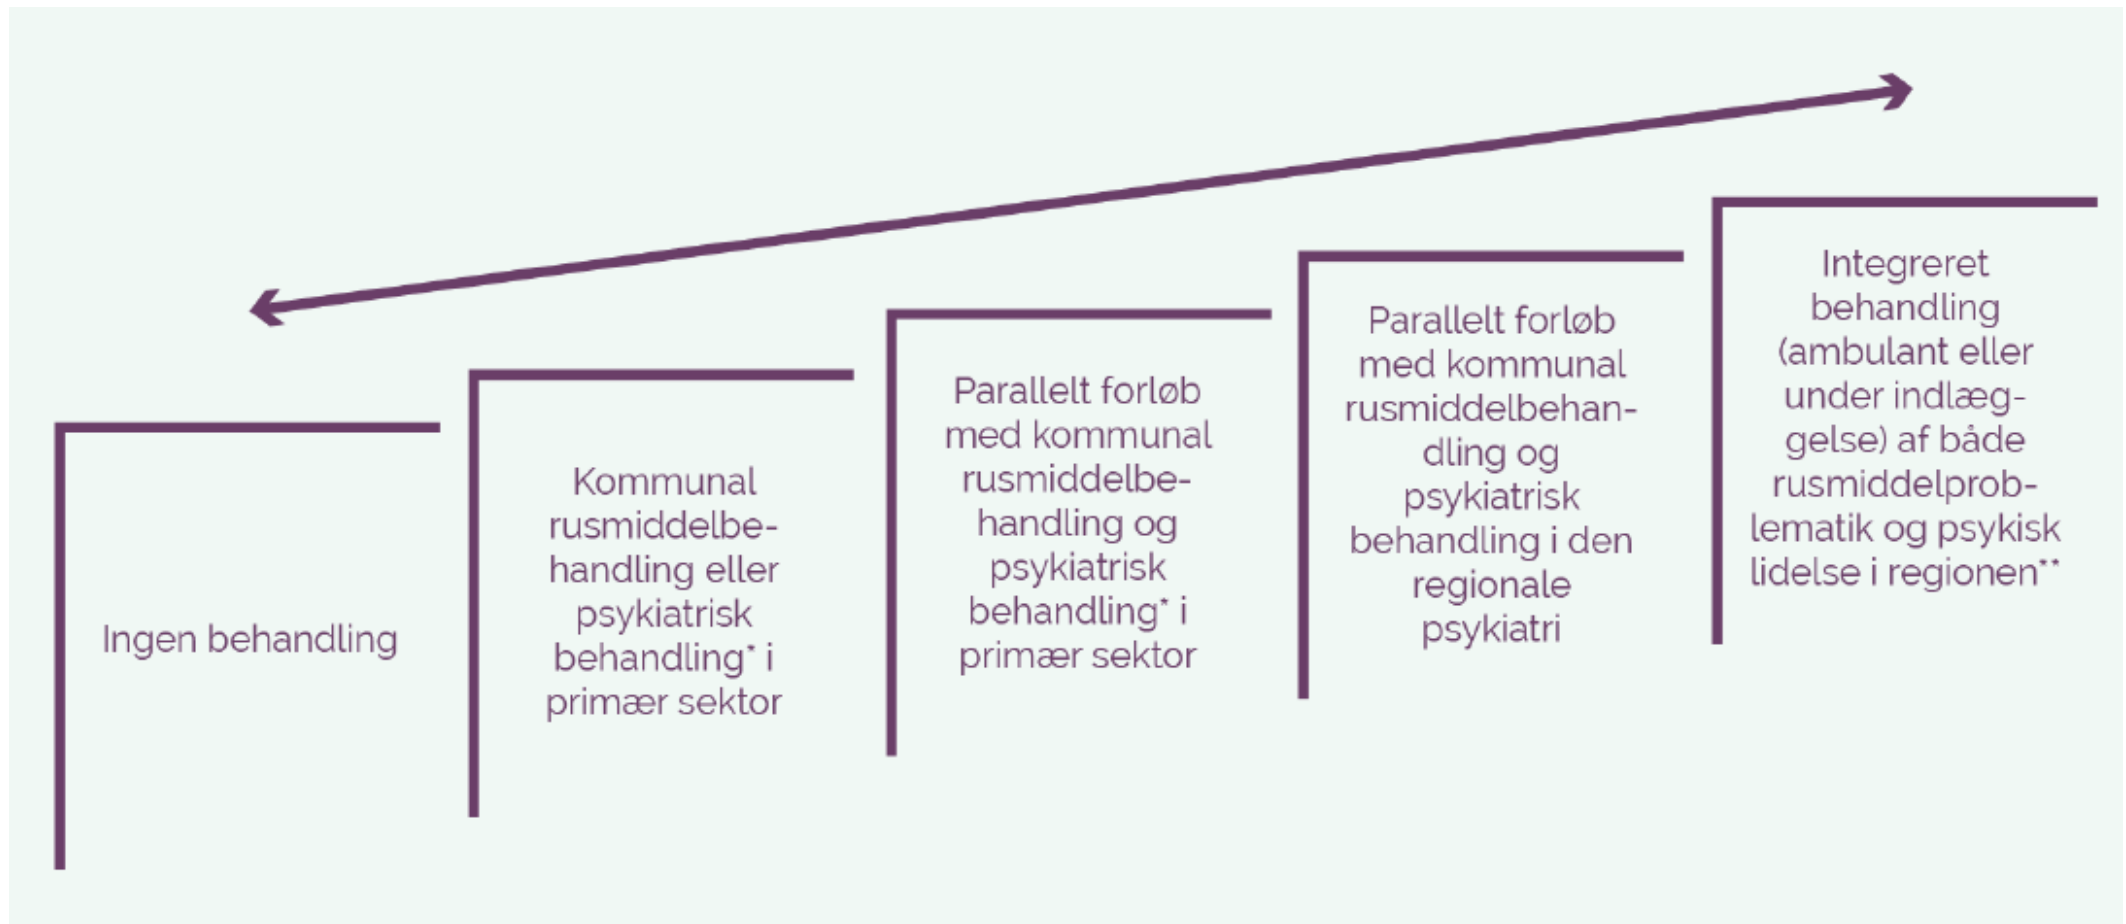 Ingen behandling
Kommunal
rusmiddelbe-
handling eller
psykiatrisk
behandling* i
primær sektor
Parallelt forløb
med kommunal
rusmiddelbe-
handling og
psykiatrisk
behandling* i
primær sektor
Parallelt forløb
med kommunal
rusmiddelbehan-
dling og
psykiatrisk
behandling i den
regionale
psykiatri
Integreret
behandling
(ambulant eller
under indlæg-
gelse) af både
rusmiddelprob-
lematik og psykisk
lidelse i regionen**